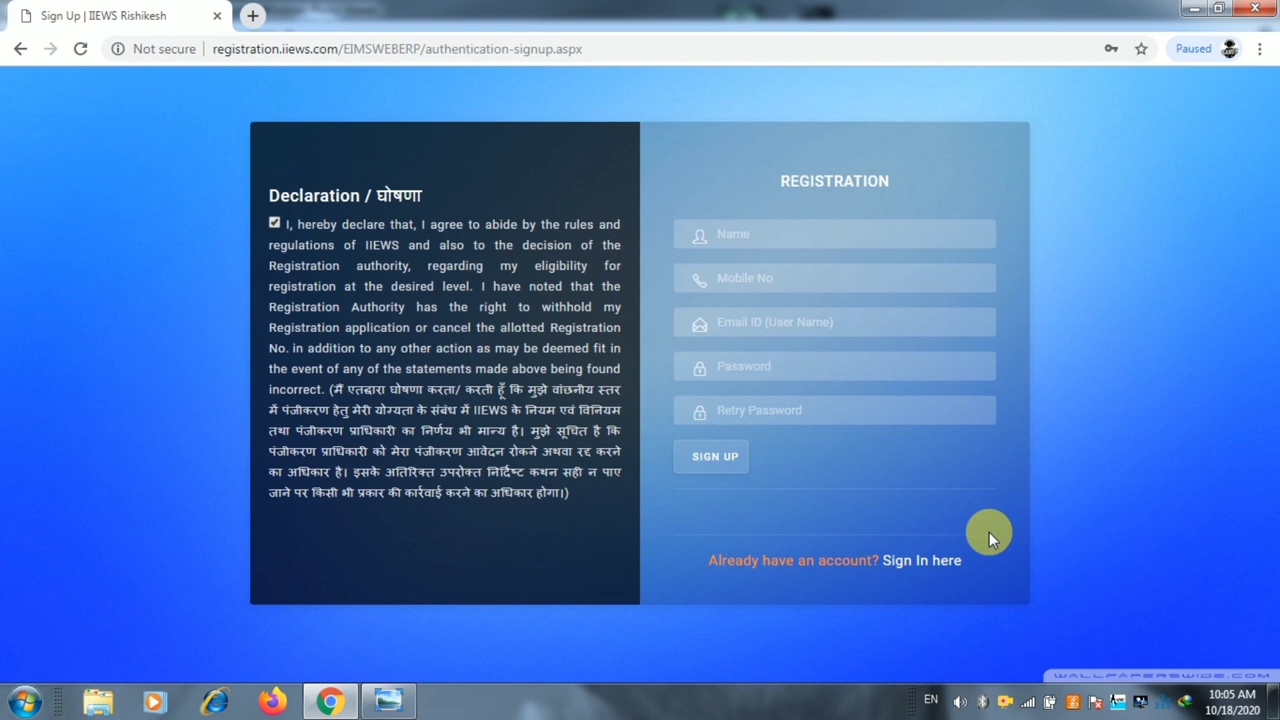 Sign Up | IIEWS Rishikesh
Not secure
registration.iiews.com/EIMSWEBERP/authentication-signup.aspx
Paused
Declaration / घोषणा
I, hereby declare that, I agree to abide by the rules and
regulations of IIEWS and also to the decision of the
Registration authority, regarding my eligibility for
registration at the desired level. I have noted that the
Registration Authority has the right to withhold my
Registration application or cancel the allotted Registration
No. in addition to any other action as may be deemed fit in
the event of any of the statements made above being found
incorrect. (मैं एतद्वारा घोषणा करता/ करती हूँ कि मुझे वांछनीय स्तर
में पंजीकरण हेतु मेरी योग्यता के संबंध में IIEWS के नियम एवं विनियम
तथा पंजीकरण प्राधिकारी का निर्णय भी मान्य है। मुझे सूचित है कि
पंजीकरण प्राधिकारी को मेरा पंजीकरण आवेदन रोकने अथवा रद्द करने
का अधिकार है। इसके अतिरिक्त उपरोक्त निर्दिष्ट कथन सही न पाए
जाने पर किसी भी प्रकार की कार्रवाई करने का अधिकार होगा।)
REGISTRATION
Name
Mobile No
Email ID (User Name)
Password
Retry Password
SIGN UP
Already have an account? Sign In here
WALLPAPERSWIDE.COM
EN
10:05 AM
10/18/2020